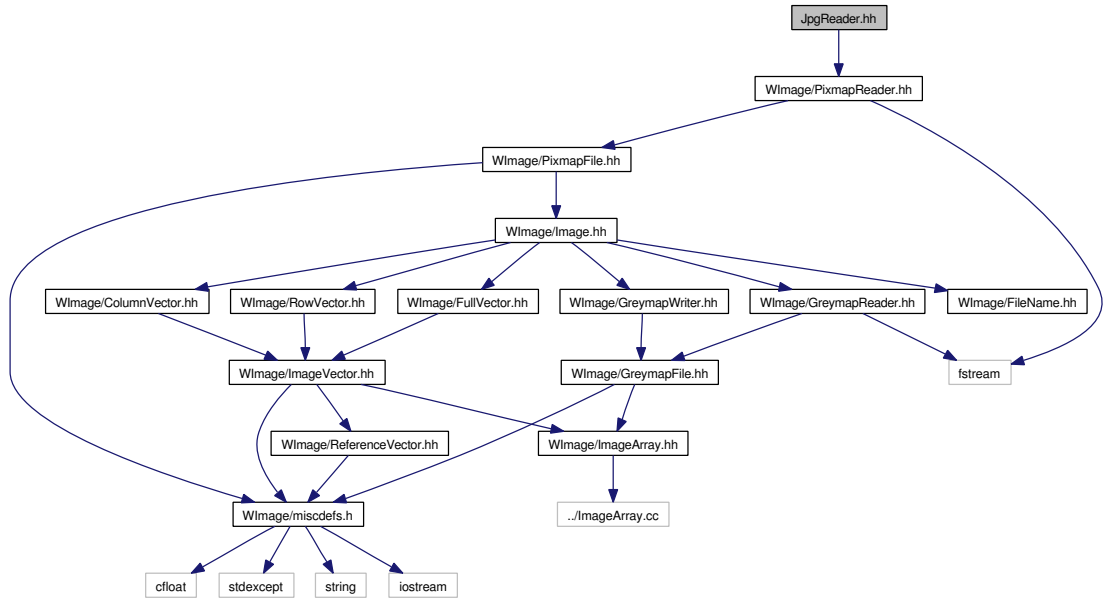 JpgReader.hh
WImage/PixmapReader.hh
WImage/PixmapFile.hh
WImage/Image.hh
WImage/ColumnVector.hh
WImage/RowVector.hh
WImage/FullVector.hh
WImage/GreymapWriter.hh
WImage/GreymapReader.hh
WImage/FileName.hh
WImage/ImageVector.hh
WImage/GreymapFile.hh
fstream
WImage/ReferenceVector.hh
WImage/ImageArray.hh
WImage/miscdefs.h
../ImageArray.cc
cfloat
stdexcept
string
iostream